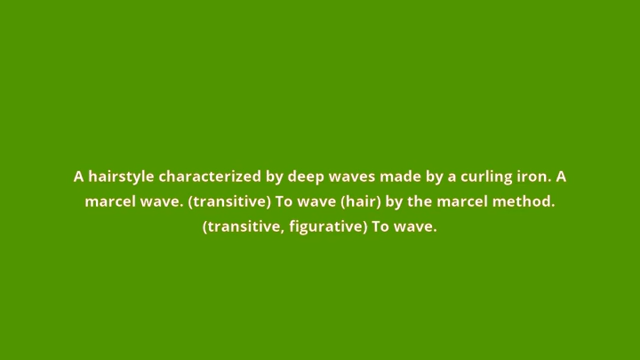 A hairstyle characterized by deep waves made by a curling iron. A
marcel wave. (transitive) To wave (hair) by the marcel method.
(transitive, figurative) To wave.